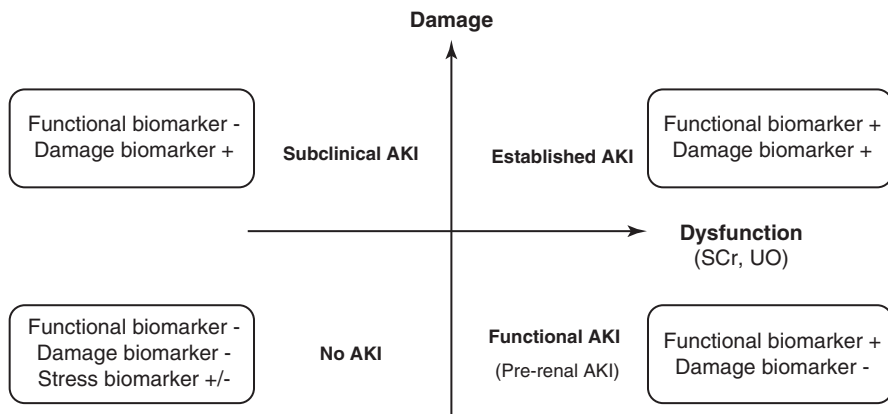 Damage
Functional biomarker -
Damage biomarker +
Subclinical AKI
Established AKI
Functional biomarker +
Damage biomarker +
Dysfunction
(SCr, UO)
Functional biomarker -
Damage biomarker -
Stress biomarker +/-
No AKI
Functional AKI
(Pre-renal AKI)
Functional biomarker +
Damage biomarker -